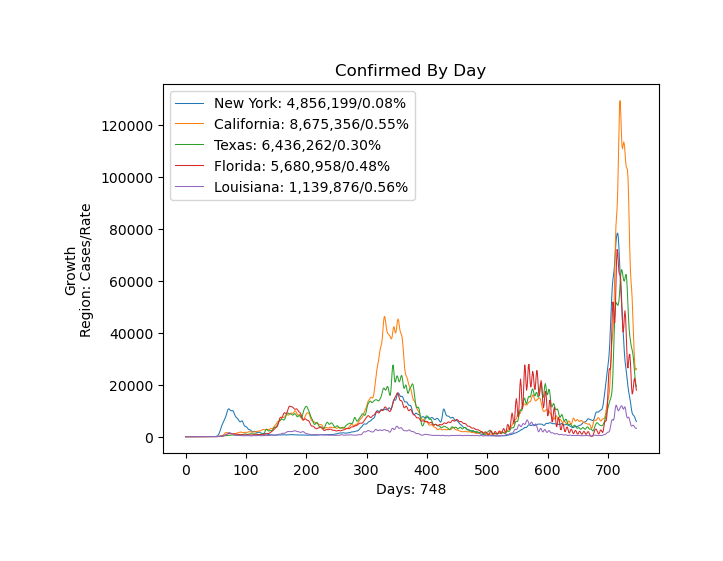 Confirmed By Day
New York: 4,856,199/0.08%
California: 8,675,356/0.55%
Texas: 6,436,262/0.30%
Florida: 5,680,958/0.48%
Louisiana: 1,139,876/0.56%
120000
100000
80000
60000
40000
20000
0
Growth
Region: Cases/Rate
0 100 200 300 400 500 600 700
Days: 748